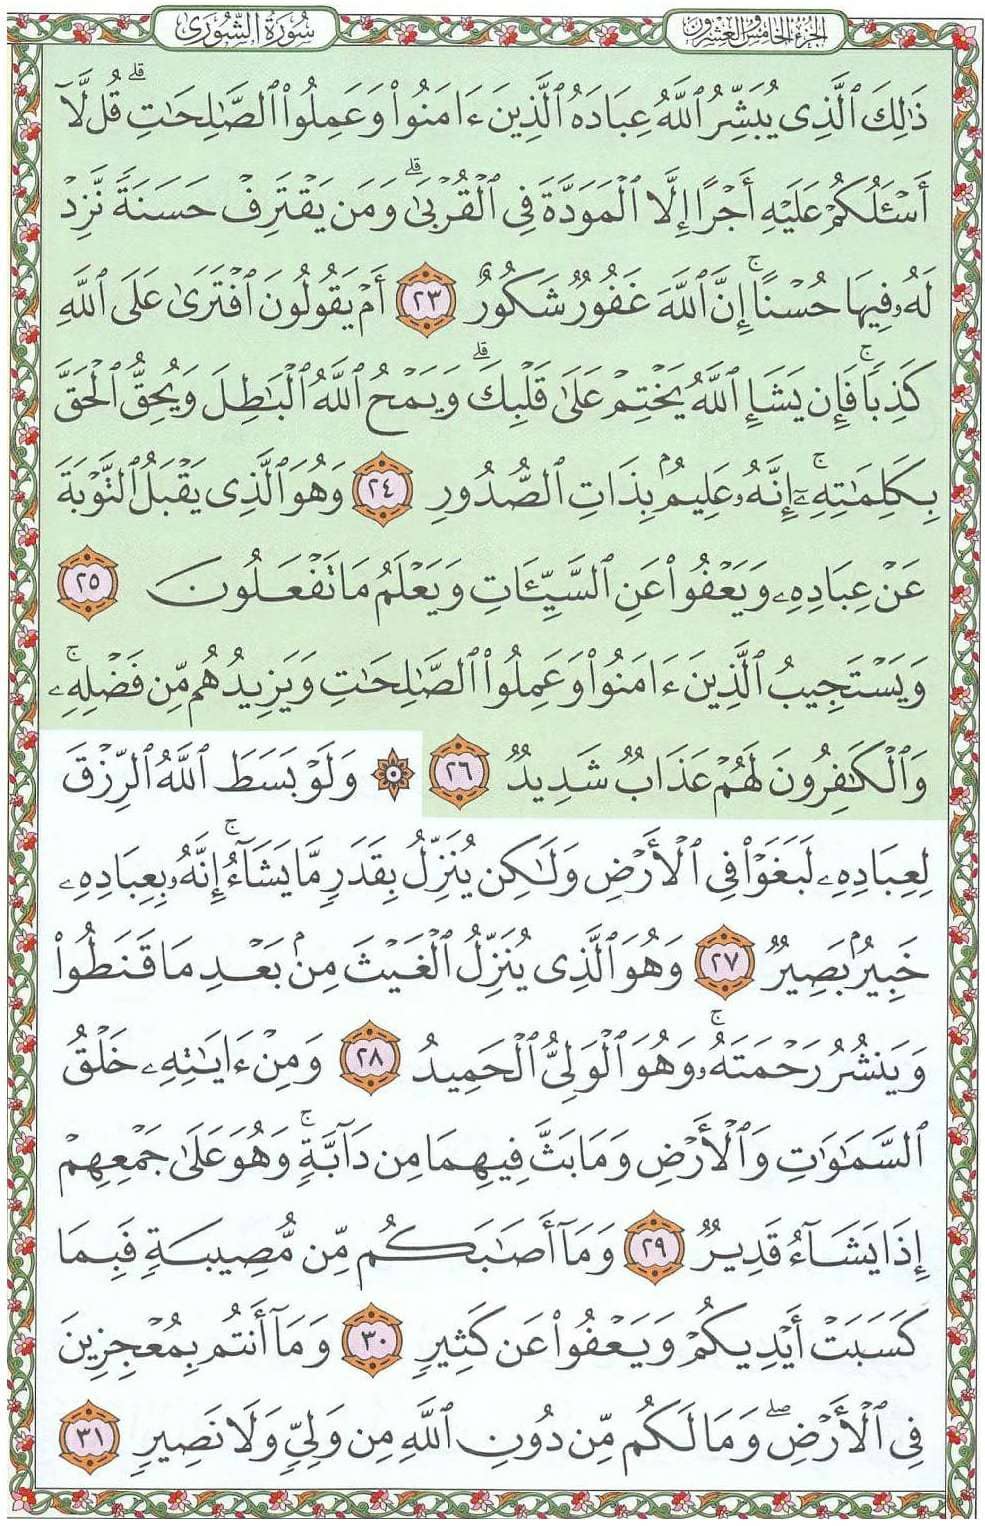 الجزء الخامس والعشرون
سورة الشورى
ذَٰلِكَ ٱلَّذِى يُبَشِّرُ ٱللَّهُ عِبَادَهُ ٱلَّذِينَ ءَامَنُوا۟ وَعَمِلُوا۟ ٱلصَّـٰلِحَـٰتِ ۗ قُل لَّآ
أَسْـَٔلُكُمْ عَلَيْهِ أَجْرًا إِلَّا ٱلْمَوَدَّةَ فِى ٱلْقُرْبَىٰ ۗ وَمَن يَقْتَرِفْ حَسَنَةً نَّزِدْ
لَهُۥ فِيهَا حُسْنًا ۚ إِنَّ ٱللَّهَ غَفُورٌ شَكُورٌ ٢٣ أَمْ يَقُولُونَ ٱفْتَرَىٰ عَلَى ٱللَّهِ
كَذِبًا ۖ فَإِن يَشَإِ ٱللَّهُ يَخْتِمْ عَلَىٰ قَلْبِكَ ۗ وَيَمْحُ ٱللَّهُ ٱلْبَـٰطِلَ وَيُحِقُّ ٱلْحَقَّ
بِكَلِمَـٰتِهِۦٓ ۚ إِنَّهُۥ عَلِيمٌۢ بِذَاتِ ٱلصُّدُورِ ٢٤ وَهُوَ ٱلَّذِى يَقْبَلُ ٱلتَّوْبَةَ
عَنْ عِبَادِهِۦ وَيَعْفُوا۟ عَنِ ٱلسَّيِّـَٔاتِ وَيَعْلَمُ مَا تَفْعَلُونَ ٢٥
وَيَسْتَجِيبُ ٱلَّذِينَ ءَامَنُوا۟ وَعَمِلُوا۟ ٱلصَّـٰلِحَـٰتِ وَيَزِيدُهُم مِّن فَضْلِهِۦ ۚ
وَٱلْكَـٰفِرُونَ لَهُمْ عَذَابٌ شَدِيدٌ ٢٦ ۞ وَلَوْ بَسَطَ ٱللَّهُ ٱلرِّزْقَ
لِعِبَادِهِۦ لَبَغَوْا۟ فِى ٱلْأَرْضِ وَلَـٰكِن يُنَزِّلُ بِقَدَرٍ مَّا يَشَآءُ ۚ إِنَّهُۥ بِعِبَادِهِۦ
خَبِيرٌۢ بَصِيرٌ ٢٧ وَهُوَ ٱلَّذِى يُنَزِّلُ ٱلْغَيْثَ مِنۢ بَعْدِ مَا قَنَطُوا۟
وَيَنشُرُ رَحْمَتَهُۥ ۚ وَهُوَ ٱلْوَلِىُّ ٱلْحَمِيدُ ٢٨ وَمِنْ ءَايَـٰتِهِۦ خَلْقُ
ٱلسَّمَـٰوَٰتِ وَٱلْأَرْضِ وَمَا بَثَّ فِيهِمَا مِن دَآبَّةٍ ۚ وَهُوَ عَلَىٰ جَمْعِهِمْ
إِذَا يَشَآءُ قَدِيرٌ ٢٩ وَمَآ أَصَـٰبَكُم مِّن مُّصِيبَةٍ فَبِمَا
كَسَبَتْ أَيْدِيكُمْ وَيَعْفُوا۟ عَن كَثِيرٍ ٣٠ وَمَآ أَنتُم بِمُعْجِزِينَ
فِى ٱلْأَرْضِ ۖ وَمَا لَكُم مِّن دُونِ ٱللَّهِ مِن وَلِىٍّ وَلَا نَصِيرٍ ٣١